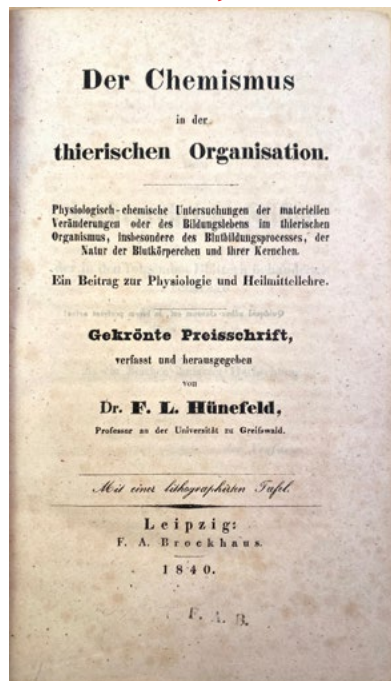 Der Chemismus
in der
thierischen Organisation.
Physiologisch-chemische Untersuchungen der materiellen
Veränderungen oder des Bildungslebens im thierischen
Organismus, insbesondere des Blutbildungsprocesses, der
Natur der Blutkörperchen und ihrer Kernchen.
Ein Beitrag zur Physiologie und Heilmittellehre.
Gekrönte Preisschrift,
verfasst und herausgegeben
von
Dr. F. L. Hünefeld,
Professor an der Universität zu Greifswald.
Mit einer lithographirten Tafel.
Leipzig:
F. A. Brockhaus.
1840.
F. A. B.